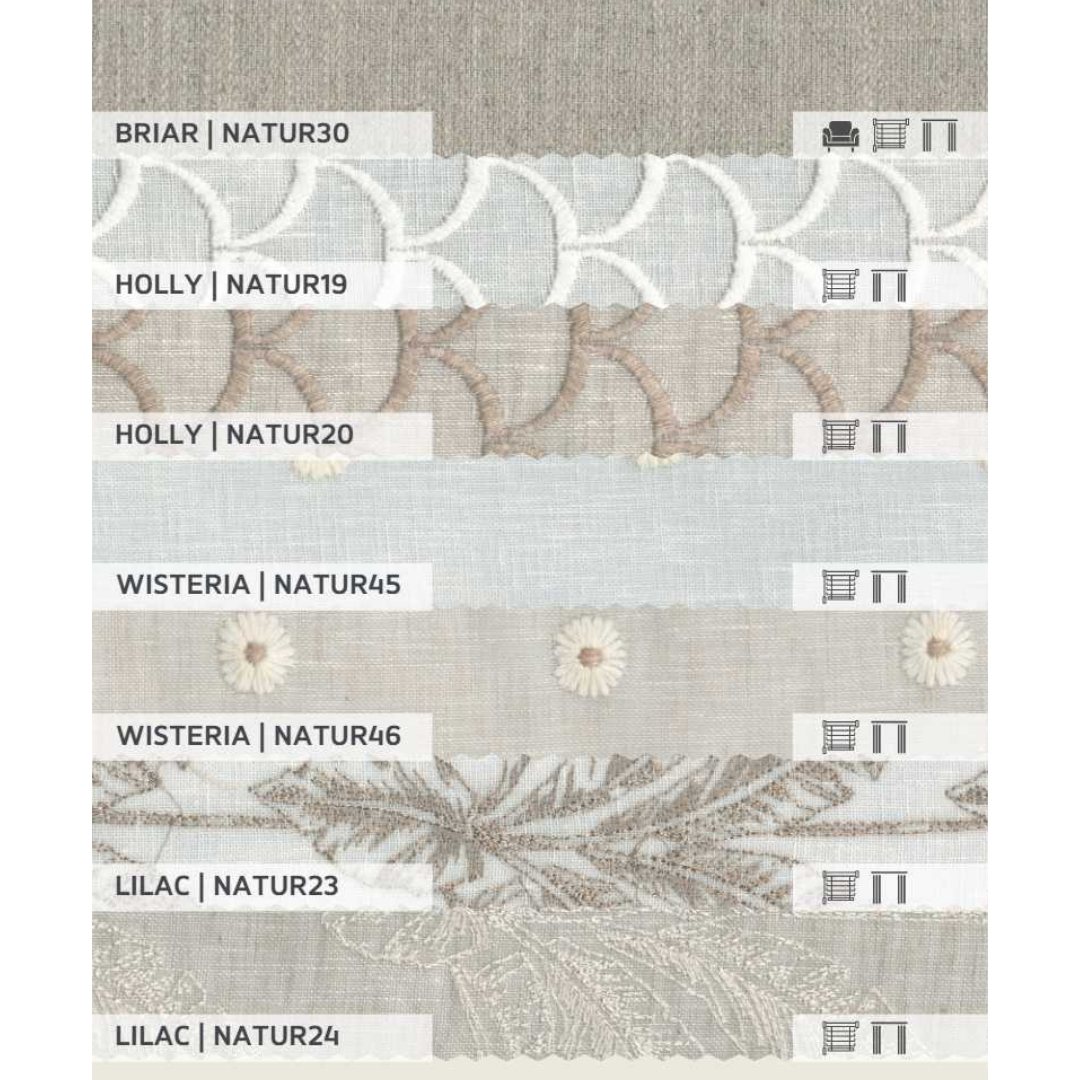 BRIAR | NATUR30
HOLLY | NATUR19
HOLLY | NATUR20
WISTERIA | NATUR45
WISTERIA | NATUR46
LILAC | NATUR23
LILAC | NATUR24